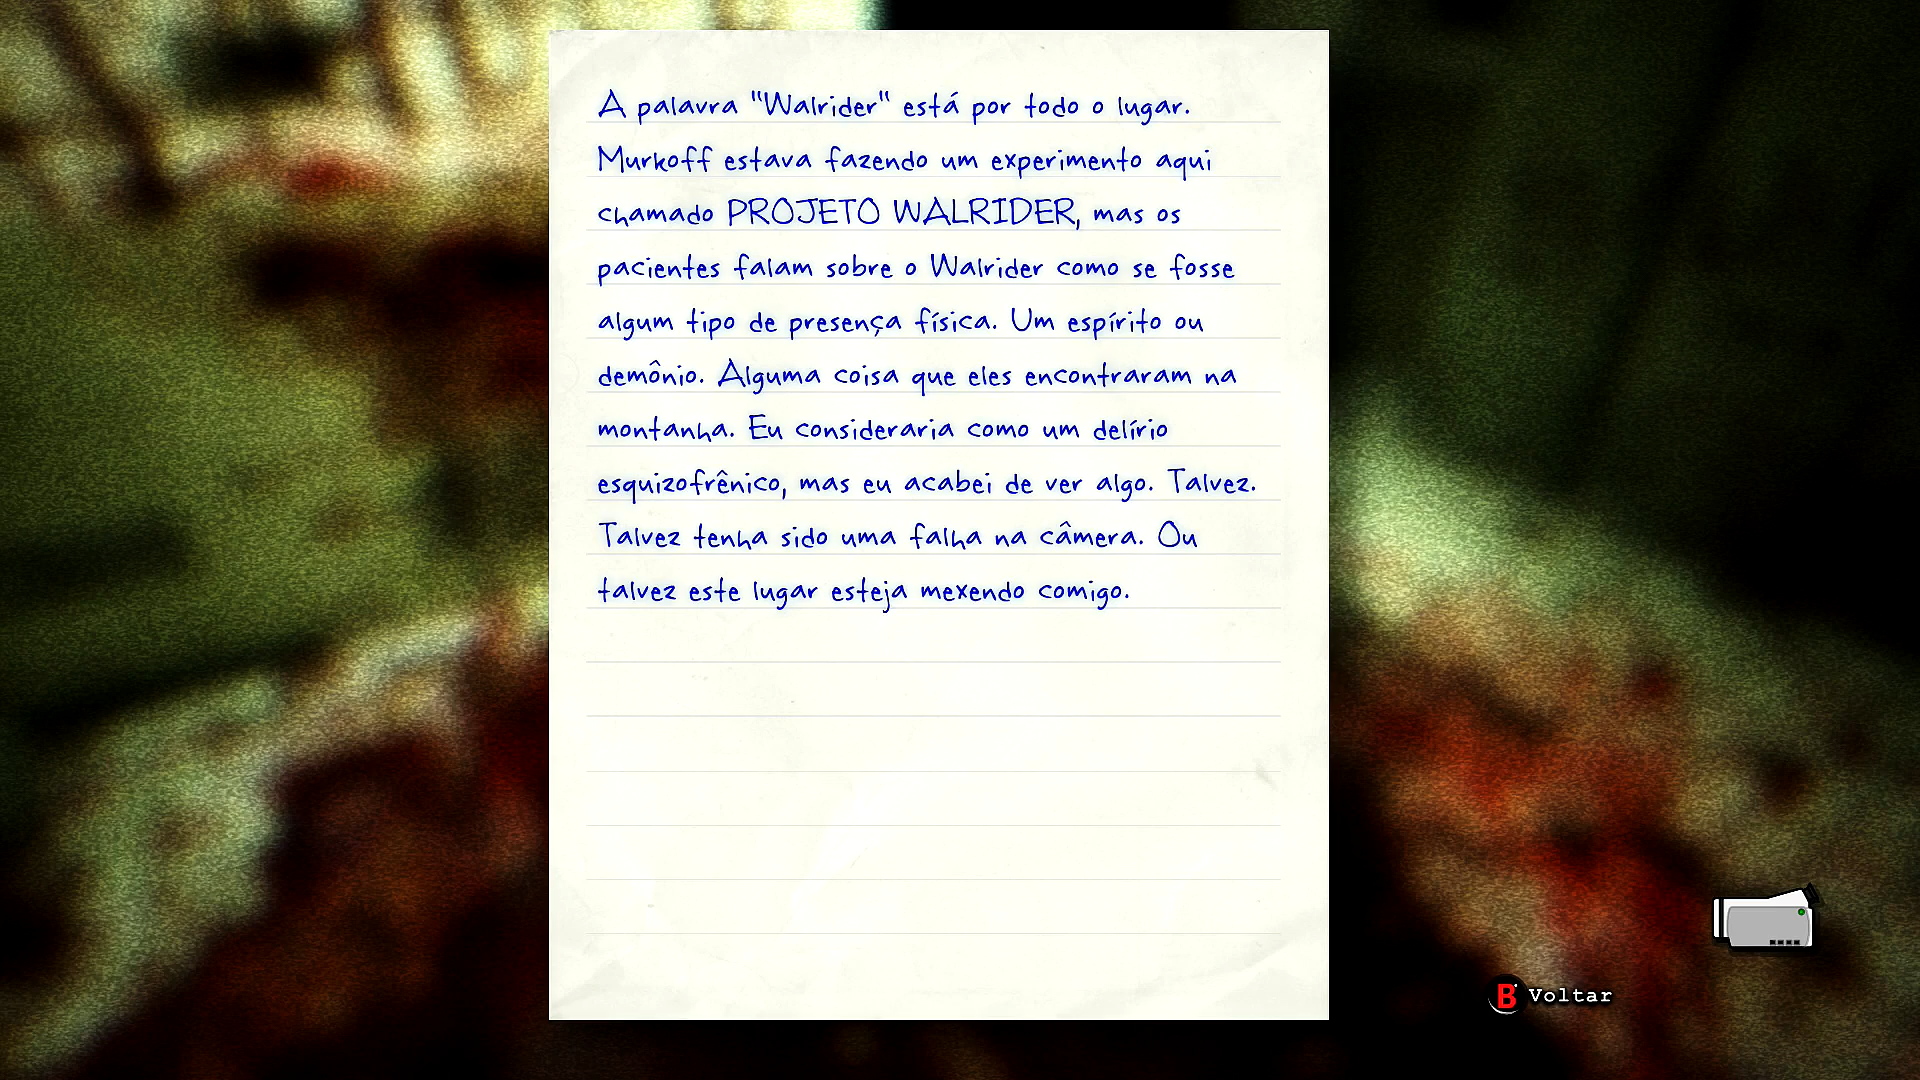 A palavra "Walrider" está por todo o lugar.
Murkoff estava fazendo um experimento aqui
chamado PROJETO WALRIDER, mas os
pacientes falam sobre o Walrider como se fosse
algum tipo de presença física. Um espírito ou
demônio. Alguma coisa que eles encontraram na
montanha. Eu consideraria como um delírio
esquizofrênico, mas eu acabei de ver algo. Talvez.
Talvez tenha sido uma falha na câmera. Ou
talvez este lugar esteja mexendo comigo.
B Voltar